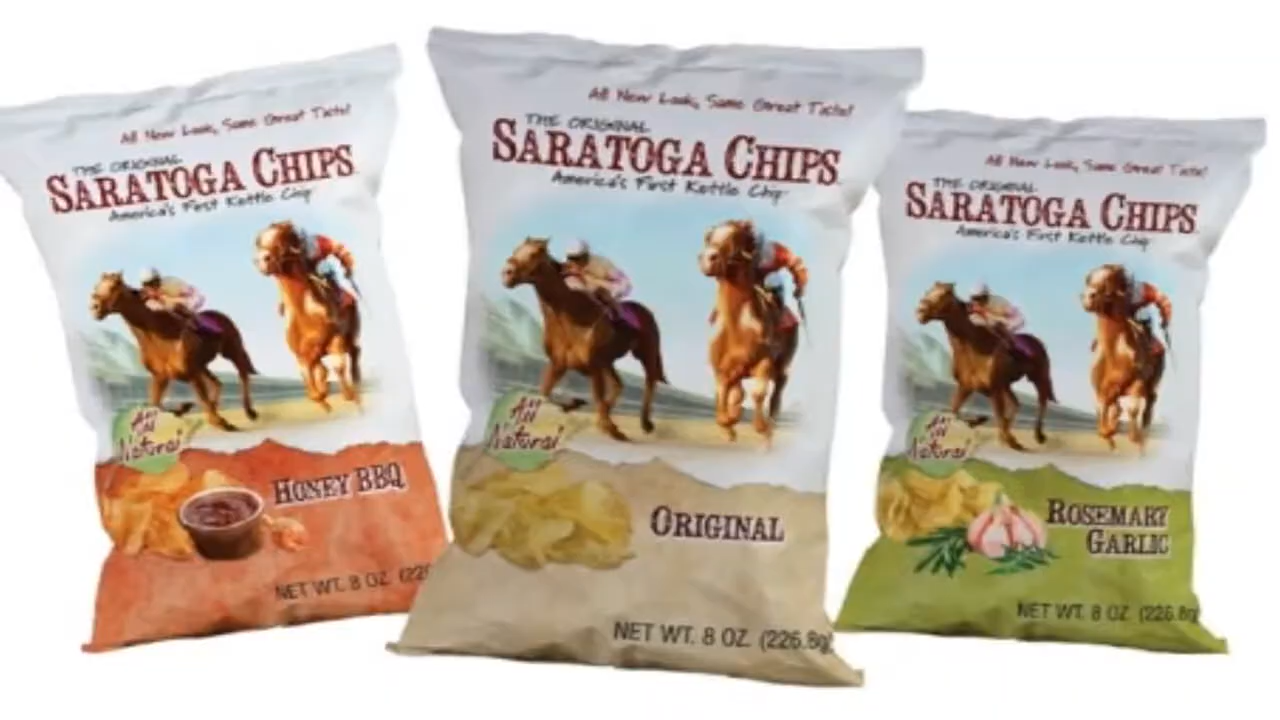 All New Look, Same Great Taste!
THE ORIGINAL
SARATOGA CHIPS
America's First Kettle Chip
All Natural
HONEY BBQ
NET WT. 8 OZ. (226
All New Look, Same Great Taste!
THE ORIGINAL
SARATOGA CHIPS
America's First Kettle Chip
All Natural
ORIGINAL
NET WT. 8 OZ. (226.8g)
All New Look, Same Great Taste!
THE ORIGINAL
SARATOGA CHIPS
America's First Kettle Chip
All Natural
ROSEMARY
GARLIC
NET WT. 8 OZ. (226.8g)